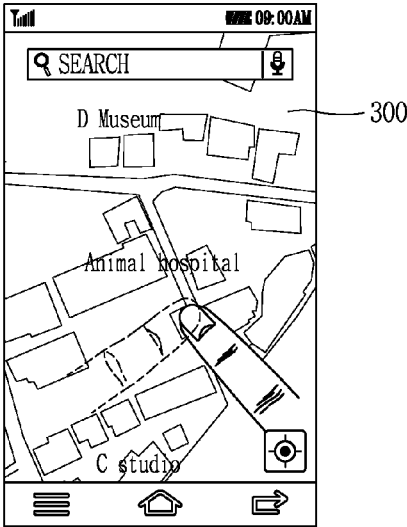 09:00AM
SEARCH
300
D Museum
Animal hospital
C studio